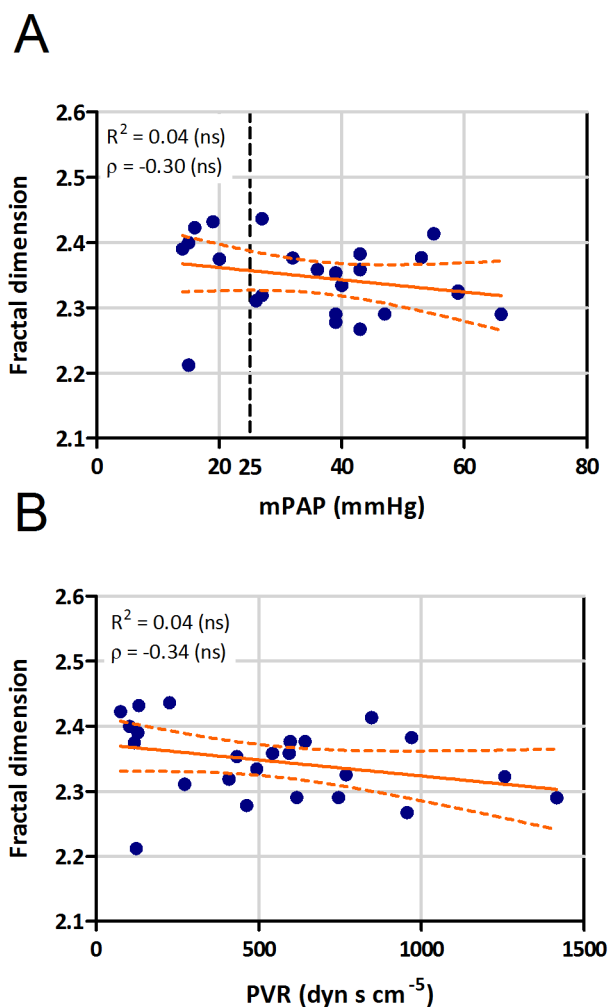 A
2.6
R² = 0.04 (ns)
ρ = -0.30 (ns)
2.5
2.4
2.3
2.2
2.1
Fractal dimension
0 20 25 40 60 80
mPAP (mmHg)
B
2.6
R² = 0.04 (ns)
ρ = -0.34 (ns)
2.5
2.4
2.3
2.2
2.1
Fractal dimension
0 500 1000 1500
PVR (dyn s cm⁻⁵)